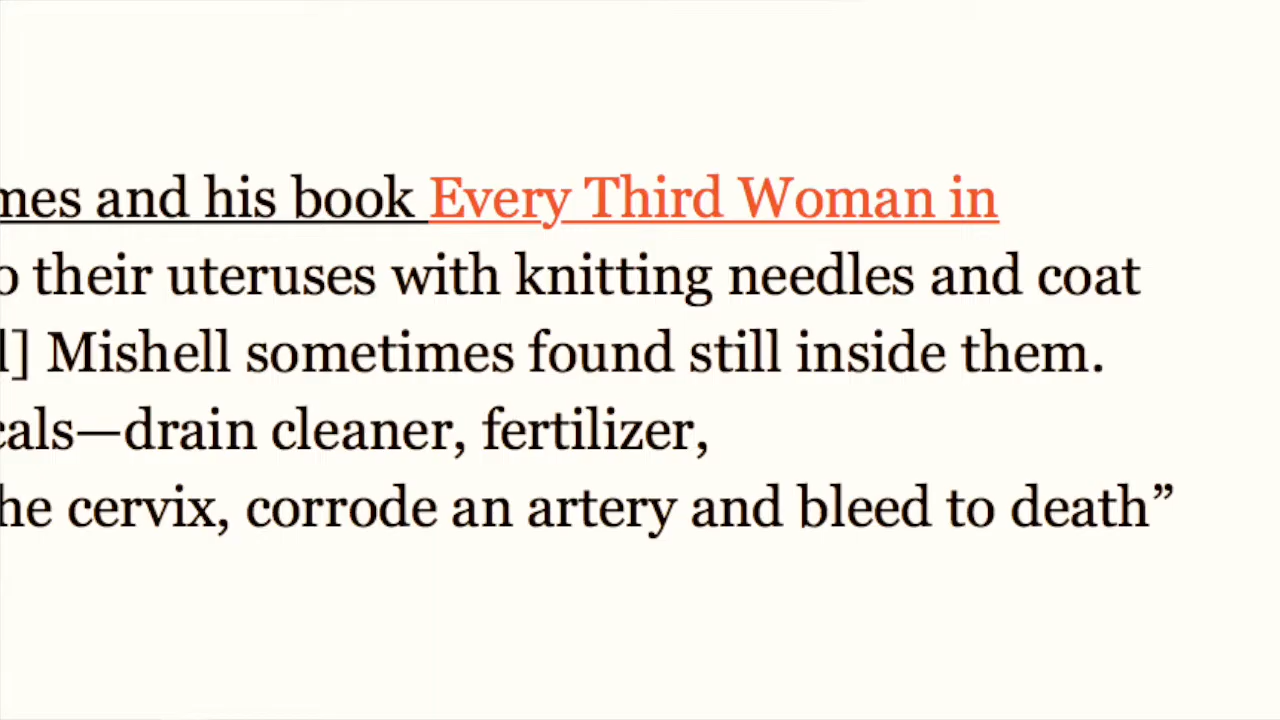 mes and his book Every Third Woman in
o their uteruses with knitting needles and coat
l] Mishell sometimes found still inside them.
cals—drain cleaner, fertilizer,
he cervix, corrode an artery and bleed to death”